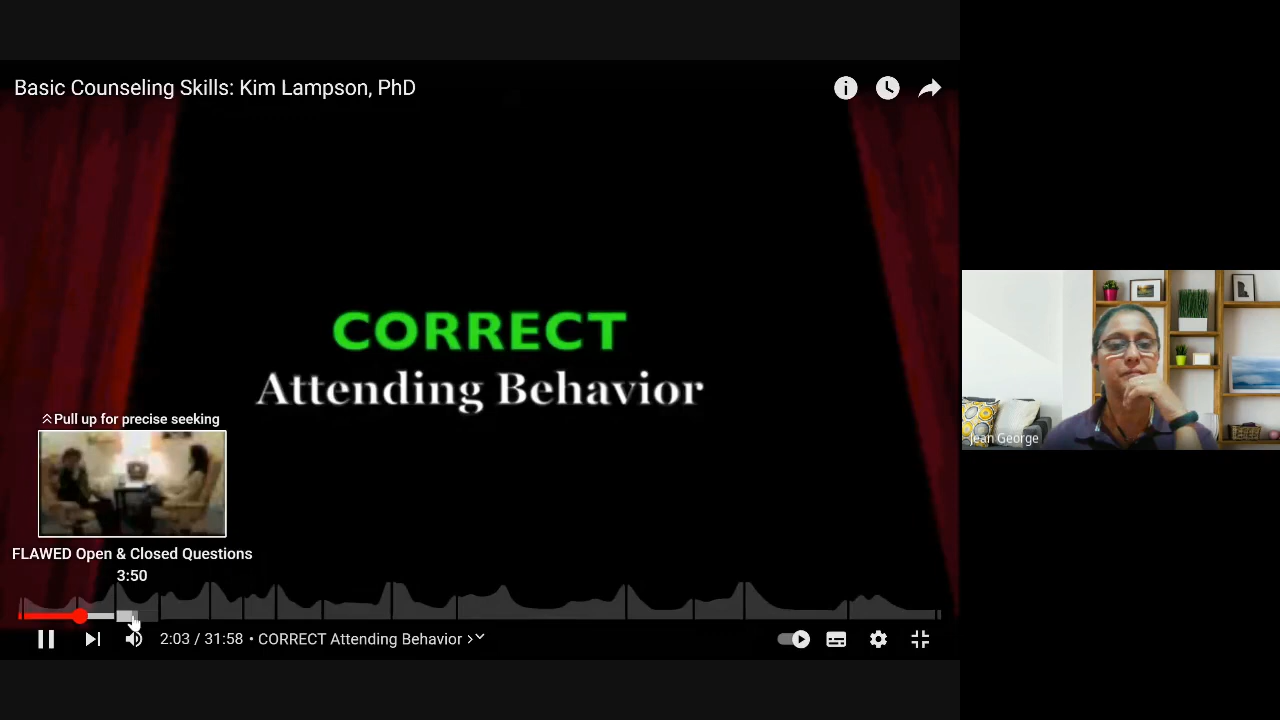 Basic Counseling Skills: Kim Lampson, PhD
CORRECT
Attending Behavior
Pull up for precise seeking
FLAWED Open & Closed Questions
3:50
2:03 / 31:58 • CORRECT Attending Behavior
Jean George